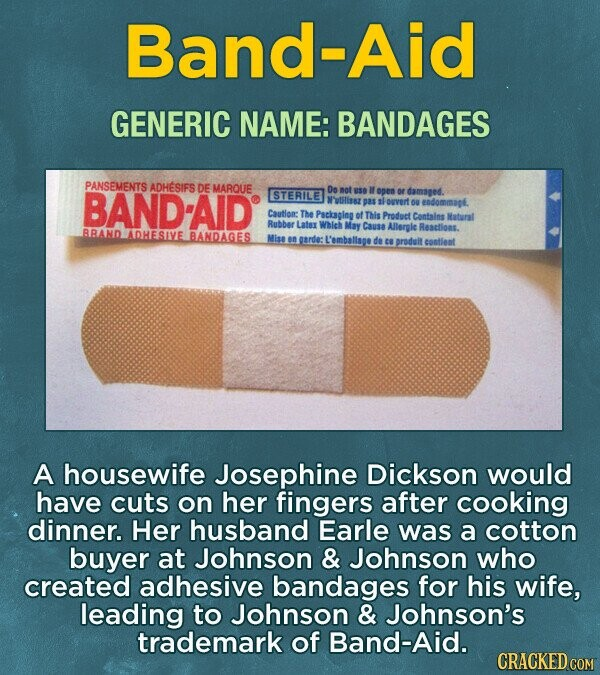 Band-Aid
GENERIC NAME: BANDAGES
PANSEMENTS ADHÉSIFS DE MARQUE
BAND-AID®
BRAND ADHESIVE BANDAGES
STERILE
Do not use if open or damaged.
N'utilisez pas si ouvert ou endommagé.
Caution: The Packaging of This Product Contains Natural
Rubber Latex Which May Cause Allergic Reactions.
Mise en garde: L'emballage de ce produit contient
A housewife Josephine Dickson would
have cuts on her fingers after cooking
dinner. Her husband Earle was a cotton
buyer at Johnson & Johnson who
created adhesive bandages for his wife,
leading to Johnson & Johnson's
trademark of Band-Aid.
CRACKED.COM